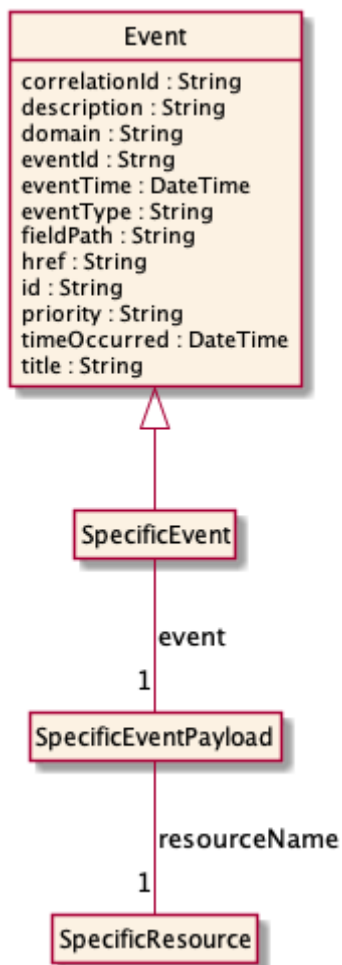 Event
correlationId : String
description : String
domain : String
eventId : Strng
eventTime : DateTime
eventType : String
fieldPath : String
href : String
id : String
priority : String
timeOccurred : DateTime
title : String
SpecificEvent
event
1
SpecificEventPayload
resourceName
1
SpecificResource